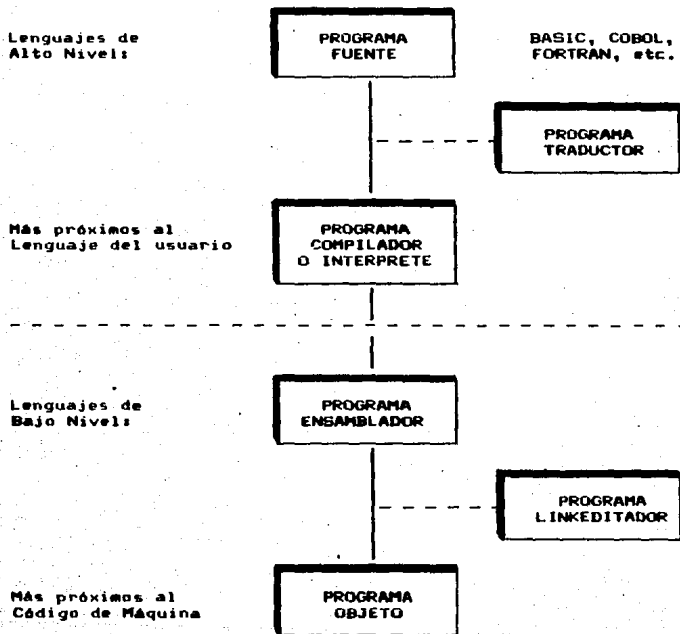 Lenguajes de
Alto Nivel:
PROGRAMA
FUENTE
BASIC, COBOL,
FORTRAN, etc.
PROGRAMA
TRADUCTOR
Más próximos al
Lenguaje del usuario
PROGRAMA
COMPILADOR
O INTERPRETE
Lenguajes de
Bajo Nivel:
PROGRAMA
ENSAMBLADOR
PROGRAMA
LINKEDITADOR
Más próximos al
Código de Máquina
PROGRAMA
OBJETO